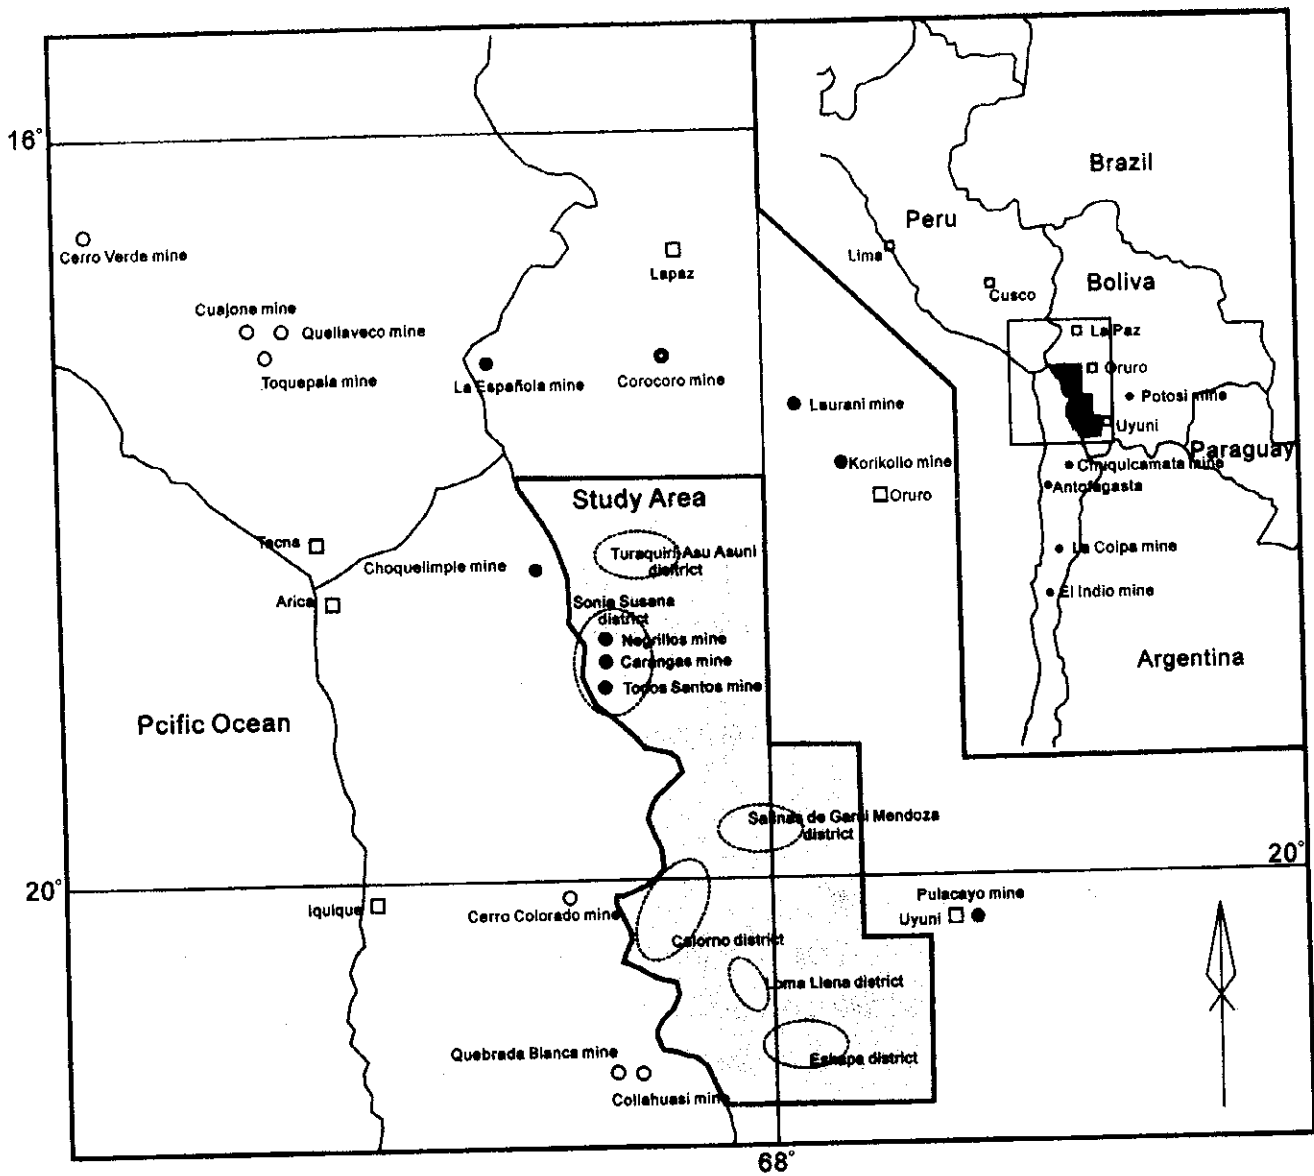 16°
Brazil
Peru
Lima
Cusco
Boliva
La Paz
Oruro
Potosi mine
Uyuni
Paraguay
Chuquicamata mine
Antofagasta
La Coipa mine
El Indio mine
Argentina
Cerro Verde mine
Lapaz
Cuajone mine
Quellaveco mine
Toquepala mine
La Española mine
Corocoro mine
Laurani mine
Korikollo mine
Oruro
Study Area
Tacna
Turaquiri-Asu Asuni
district
Choquelimpie mine
Arica
Sonia Susana
district
Negrillos mine
Carangas mine
Todos Santos mine
Pcific Ocean
Salinas de Garci Mendoza
district
20°
20°
Iquique
Cerro Colorado mine
Pulacayo mine
Uyuni
Calorno district
Loma Llena district
Quebrada Blanca mine
Eskapa district
Collahuasi mine
68°